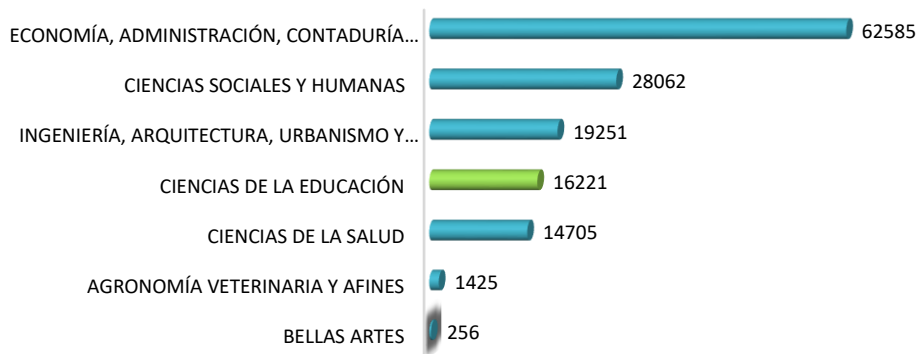 ECONOMÍA, ADMINISTRACIÓN, CONTADURÍA... 62585
CIENCIAS SOCIALES Y HUMANAS 28062
INGENIERÍA, ARQUITECTURA, URBANISMO Y... 19251
CIENCIAS DE LA EDUCACIÓN 16221
CIENCIAS DE LA SALUD 14705
AGRONOMÍA VETERINARIA Y AFINES 1425
BELLAS ARTES 256